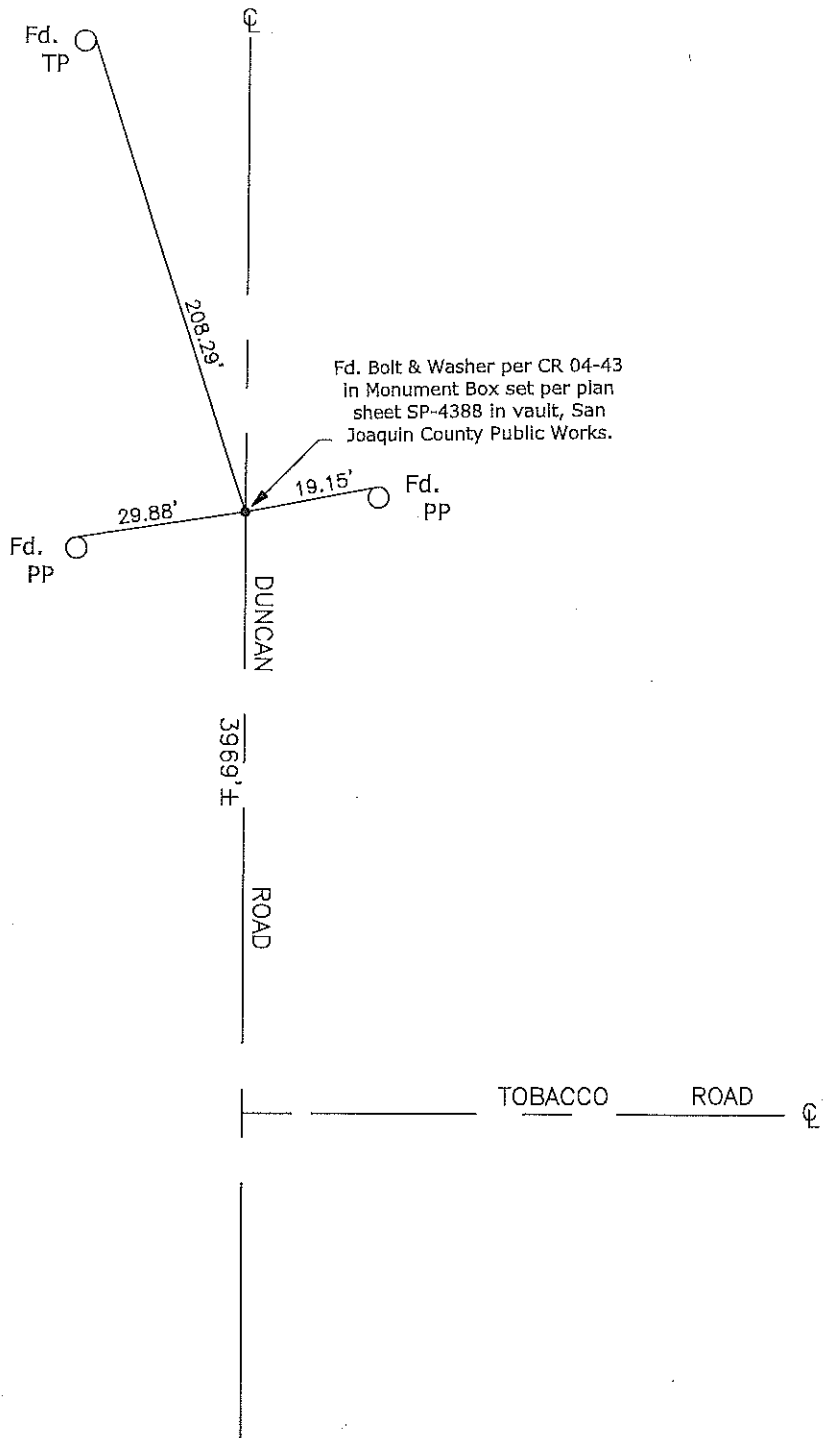 ℄
Fd.
TP
208.29'
Fd. Bolt & Washer per CR 04-43
in Monument Box set per plan
sheet SP-4388 in vault, San
Joaquin County Public Works.
29.88'
19.15'
Fd.
PP
Fd.
PP
DUNCAN
3969'±
ROAD
TOBACCO ROAD ℄